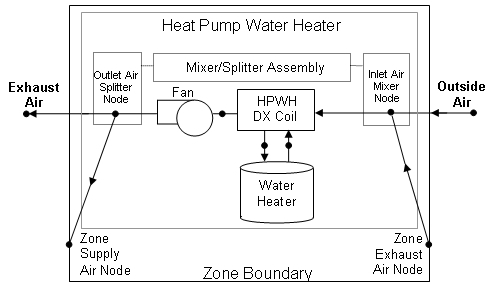 Heat Pump Water Heater
Mixer/Splitter Assembly
Outlet Air
Splitter
Node
Inlet Air
Mixer
Node
Exhaust
Air
Fan
HPWH
DX Coil
Outside
Air
Water
Heater
Zone
Supply
Air Node
Zone
Exhaust
Air Node
Zone Boundary